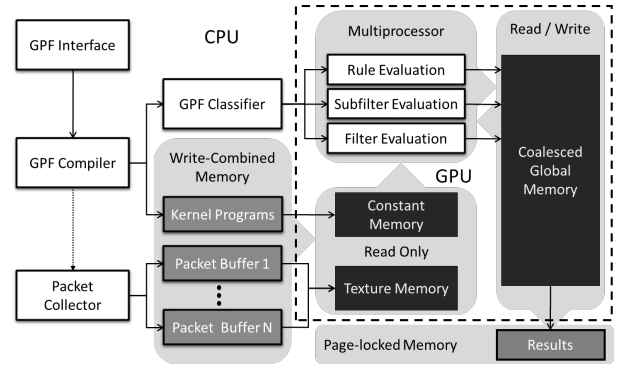 CPU
GPF Interface
Multiprocessor
Read / Write
Rule Evaluation
GPF Classifier
Subfilter Evaluation
Filter Evaluation
GPF Compiler
Write-Combined
Memory
Coalesced
Global
Memory
GPU
Kernel Programs
Constant
Memory
Read Only
Packet Buffer 1
Texture Memory
Packet
Collector
Packet Buffer N
Page-locked Memory
Results